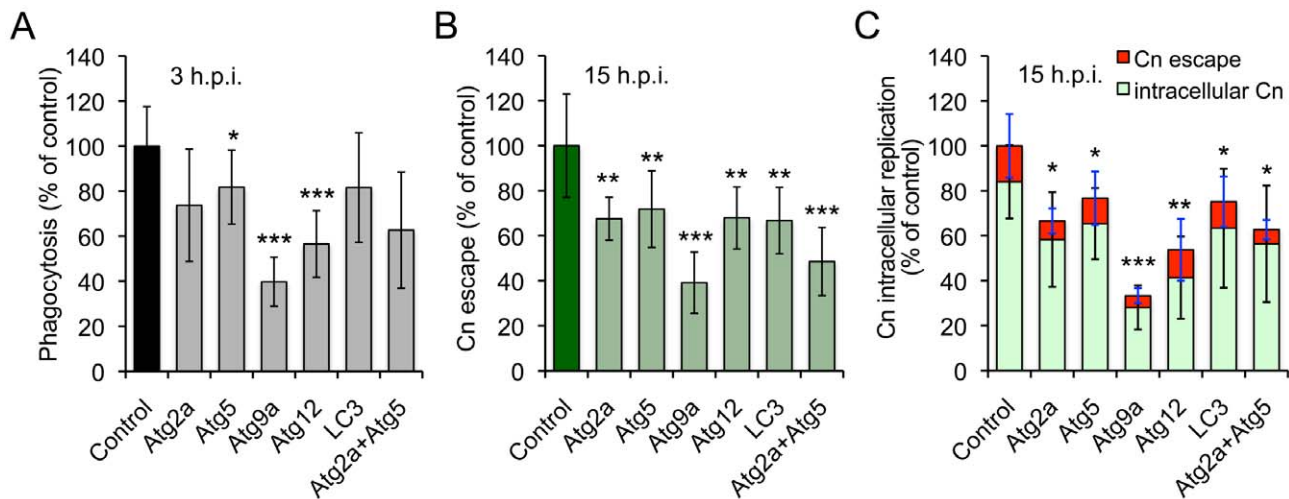 A
Phagocytosis (% of control)
140
120
100
80
60
40
20
0
3 h.p.i.
*
***
***
Control
Atg2a
Atg5
Atg9a
Atg12
LC3
Atg2a+Atg5
B
Cn escape (% of control)
140
120
100
80
60
40
20
0
15 h.p.i.
**
**
***
**
**
***
Control
Atg2a
Atg5
Atg9a
Atg12
LC3
Atg2a+Atg5
C
Cn intracellular replication
(% of control)
140
120
100
80
60
40
20
0
15 h.p.i.
Cn escape
intracellular Cn
*
*
***
**
*
*
Control
Atg2a
Atg5
Atg9a
Atg12
LC3
Atg2a+Atg5